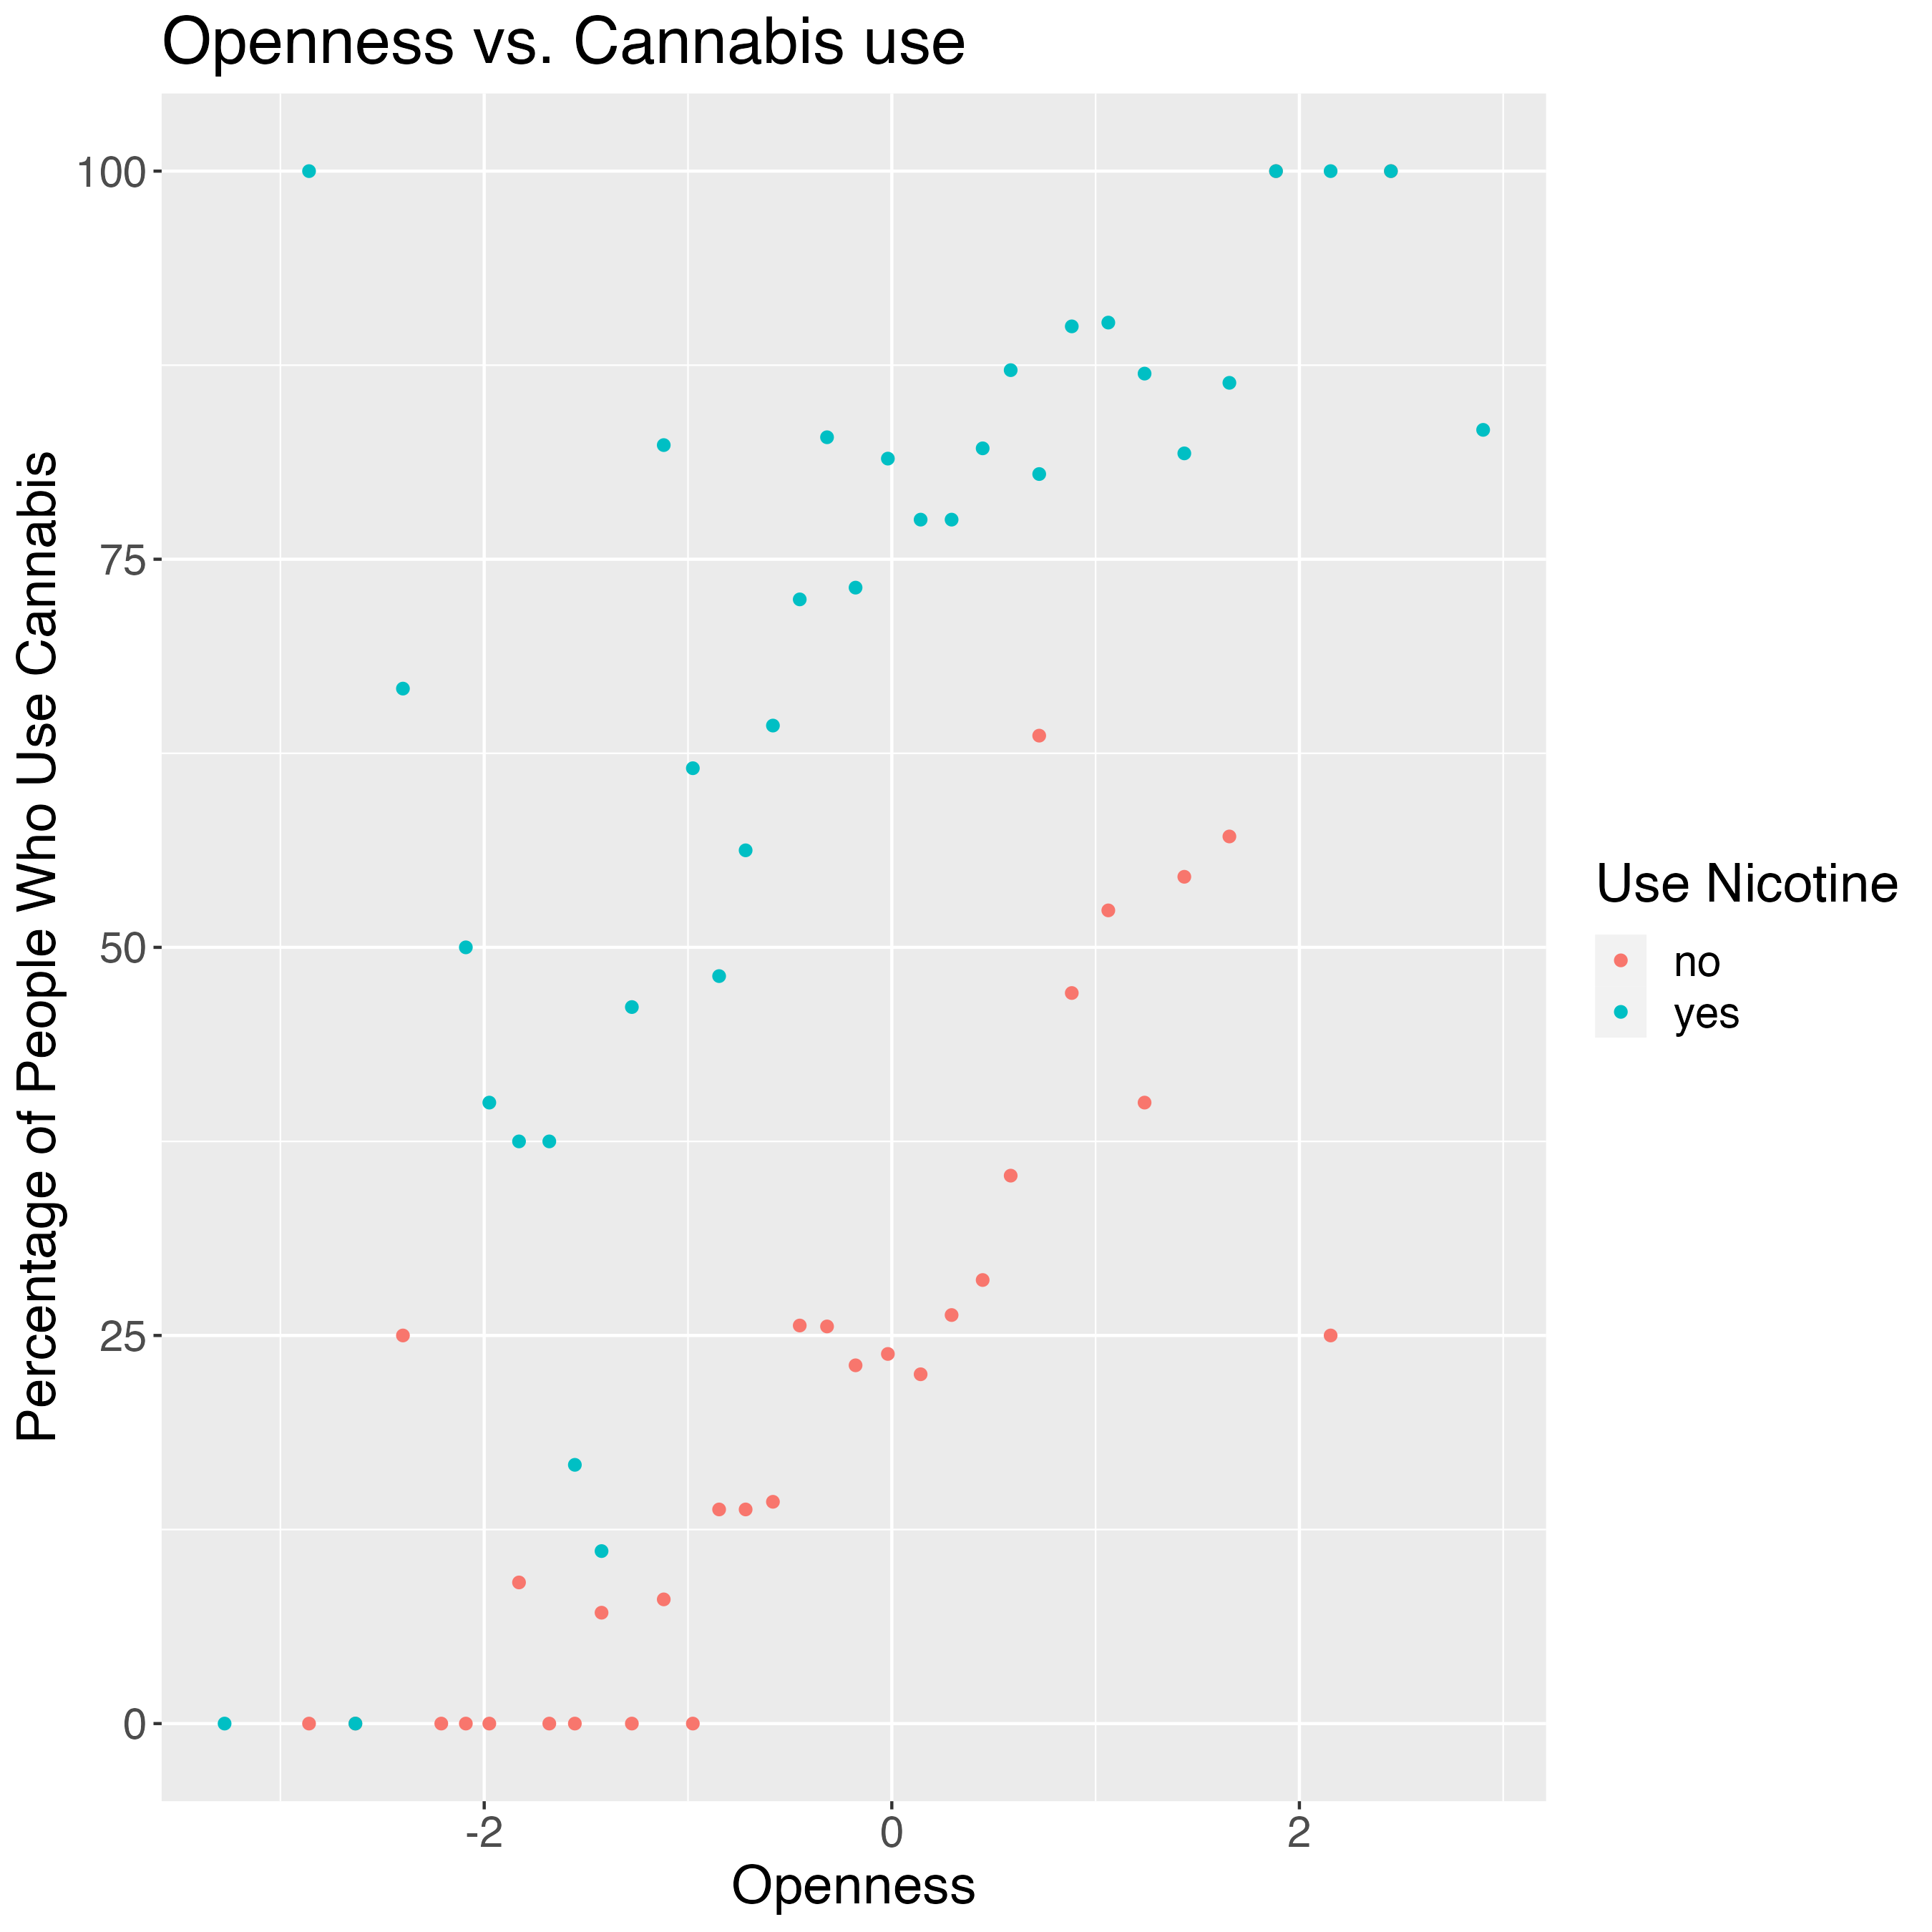 Openness vs. Cannabis use
Percentage of People Who Use Cannabis
100
75
50
25
0
-2 0 2
Openness
Use Nicotine
no
yes